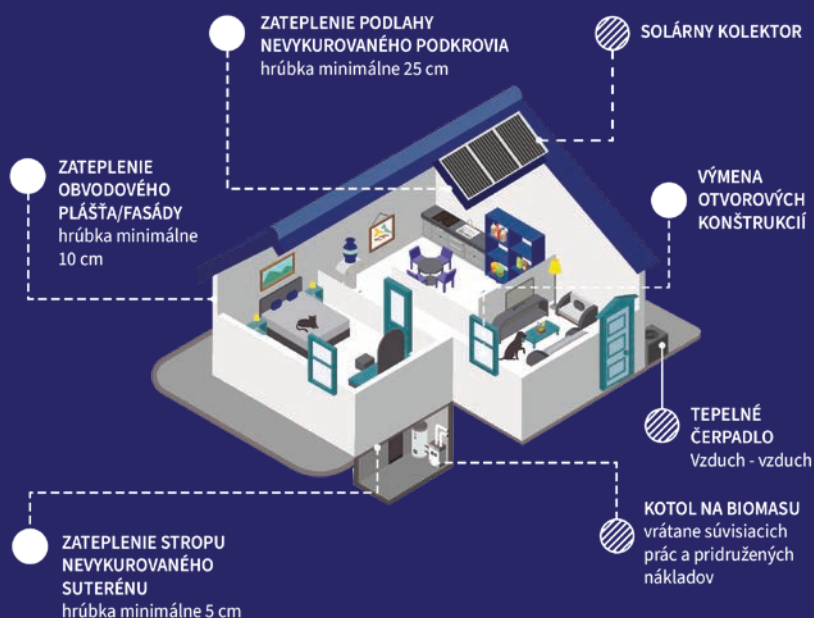 ZATEPLENIE PODLAHY
NEVYKUROVANÉHO PODKROVIA
hrúbka minimálne 25 cm
SOLÁRNY KOLEKTOR
ZATEPLENIE
OBVODOVÉHO
PLÁŠŤA/FASÁDY
hrúbka minimálne
10 cm
VÝMENA
OTVOROVÝCH
KONŠTRUKCIÍ
TEPELNÉ
ČERPADLO
Vzduch - vzduch
KOTOL NA BIOMASU
vrátane súvisiacich
prác a pridružených
nákladov
ZATEPLENIE STROPU
NEVYKUROVANÉHO
SUTERÉNU
hrúbka minimálne 5 cm